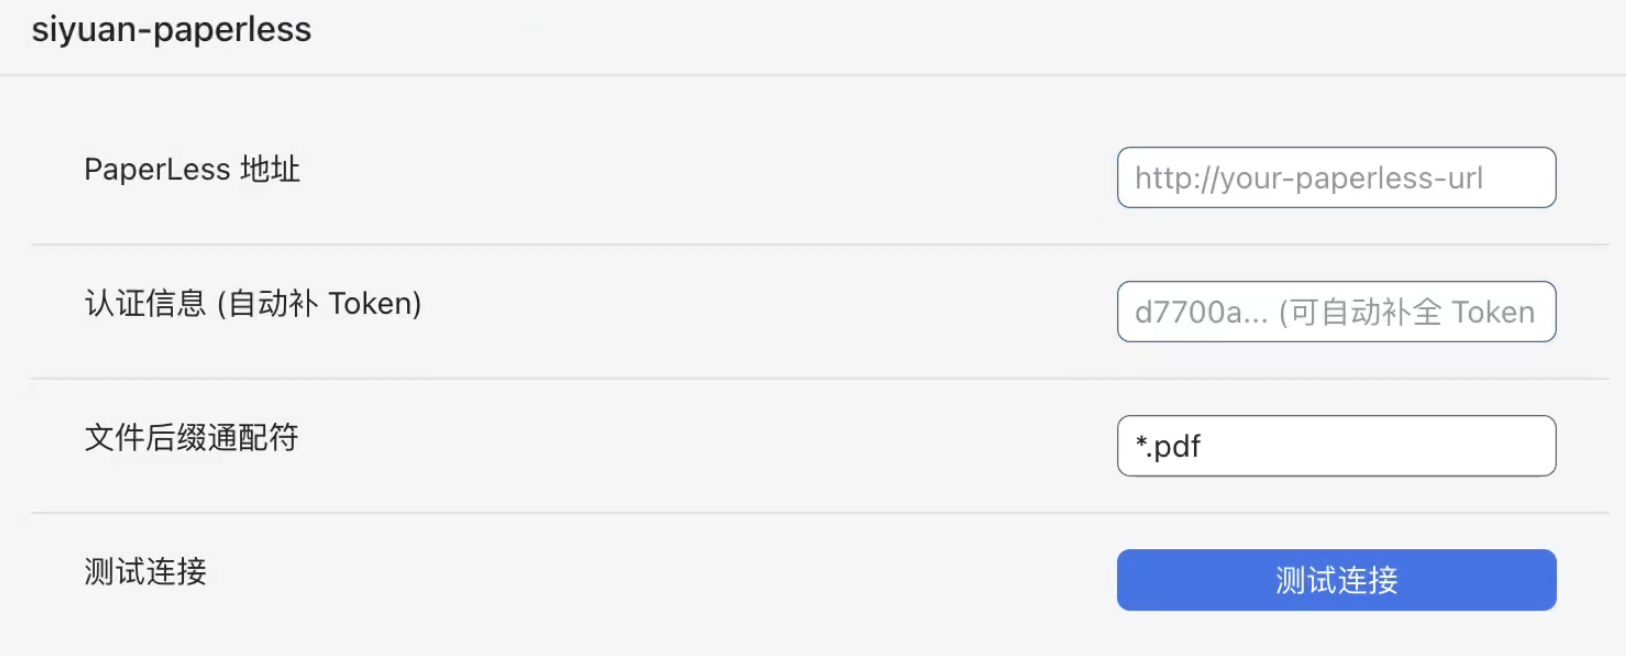 siyuan-paperless
PaperLess 地址
http://your-paperless-url
认证信息 (自动补 Token)
d7700a... (可自动补全 Token
文件后缀通配符
*.pdf
测试连接
测试连接